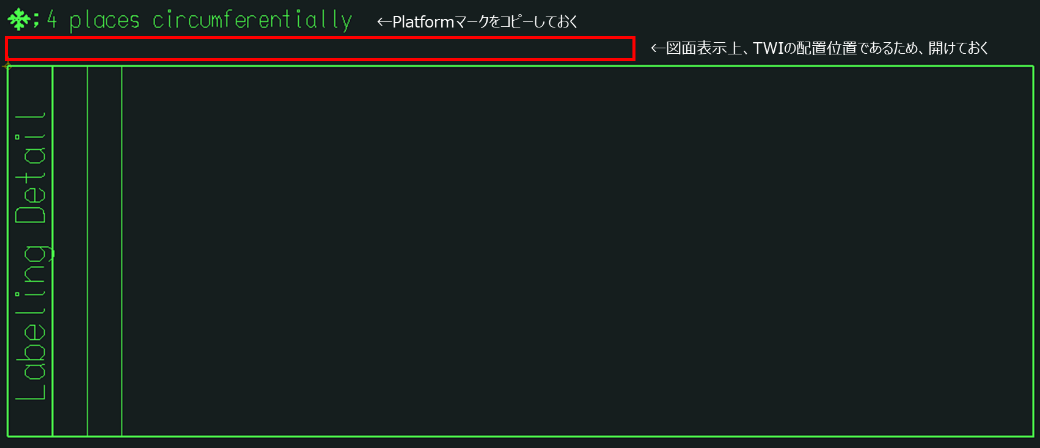 ✽;4 places circumferentially ←Platformマークをコピーしておく
←図面表示上、TWIの配置位置であるため、開けておく
Labeling Detail